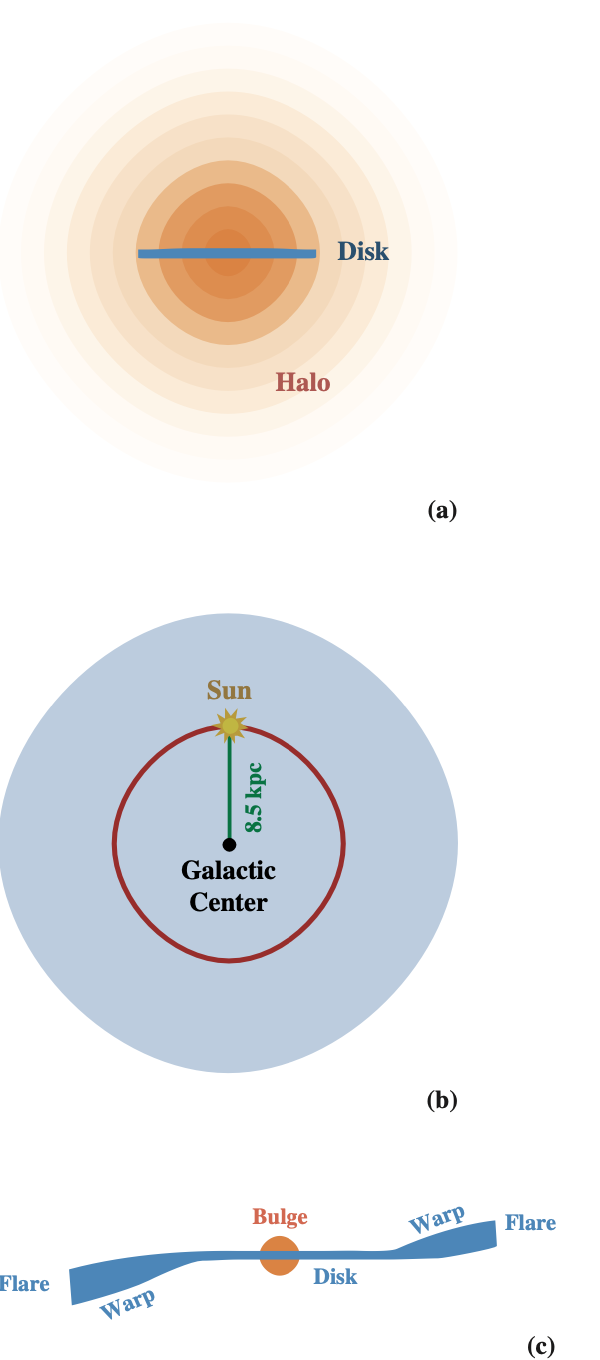 Disk
Halo
(a)
Sun
8.5 kpc
Galactic
Center
(b)
Bulge
Warp
Flare
Disk
Flare
Warp
(c)